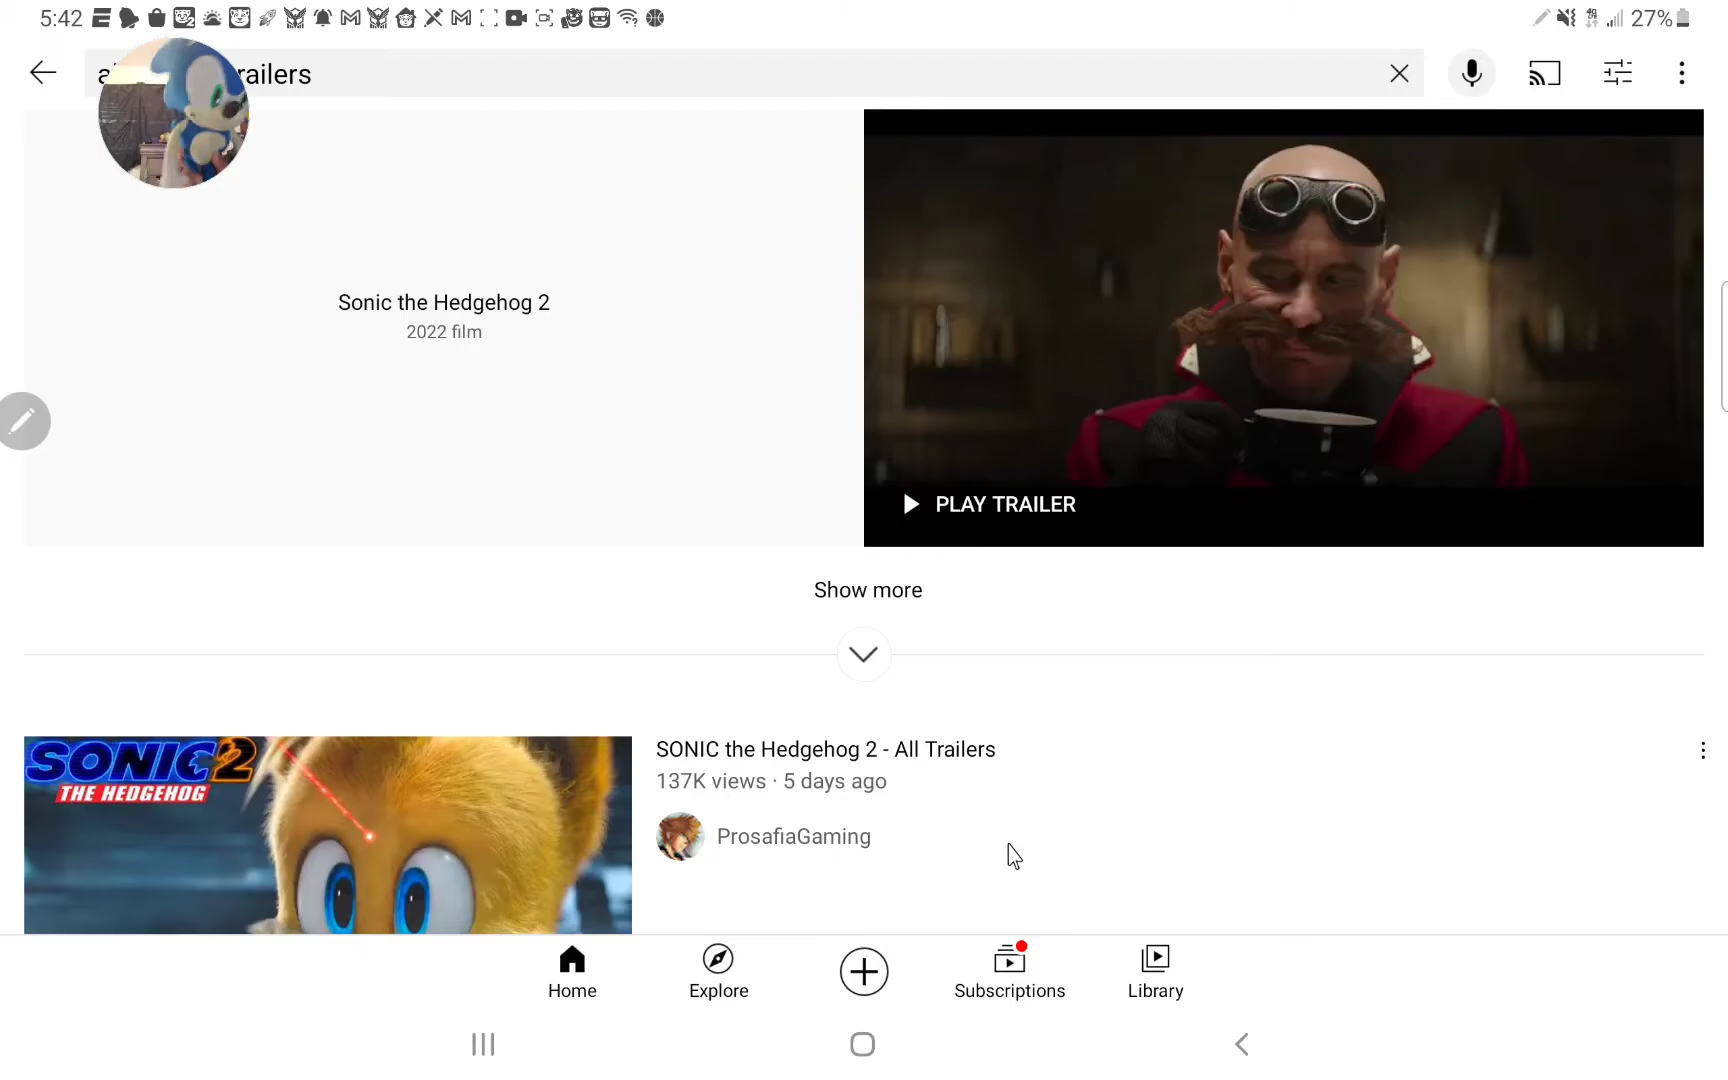 5:42
27%
railers
Sonic the Hedgehog 2
2022 film
PLAY TRAILER
Show more
SONIC 2
THE HEDGEHOG
SONIC the Hedgehog 2 - All Trailers
137K views · 5 days ago
ProsafiaGaming
Home
Explore
Subscriptions
Library